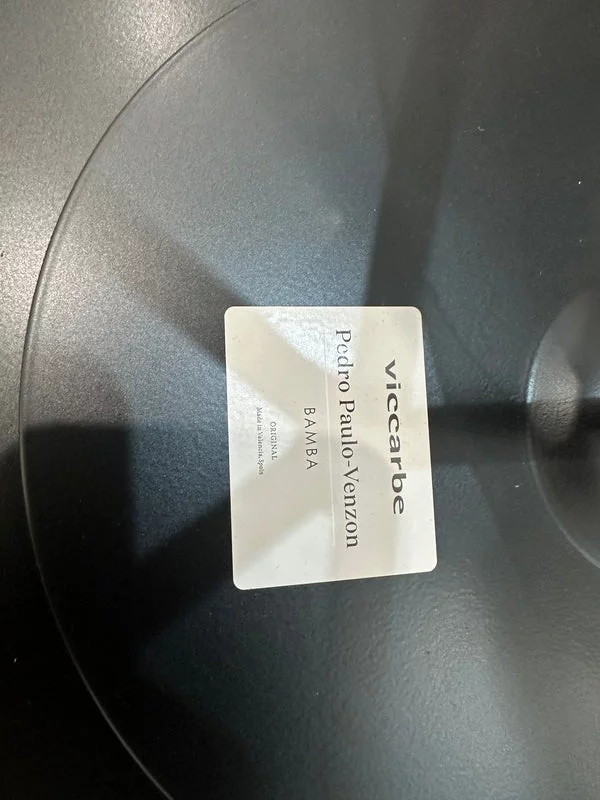 viccarbe
Pedro Paulo-Venzon
BAMBA
ORIGINAL
Made in Valencia, Spain